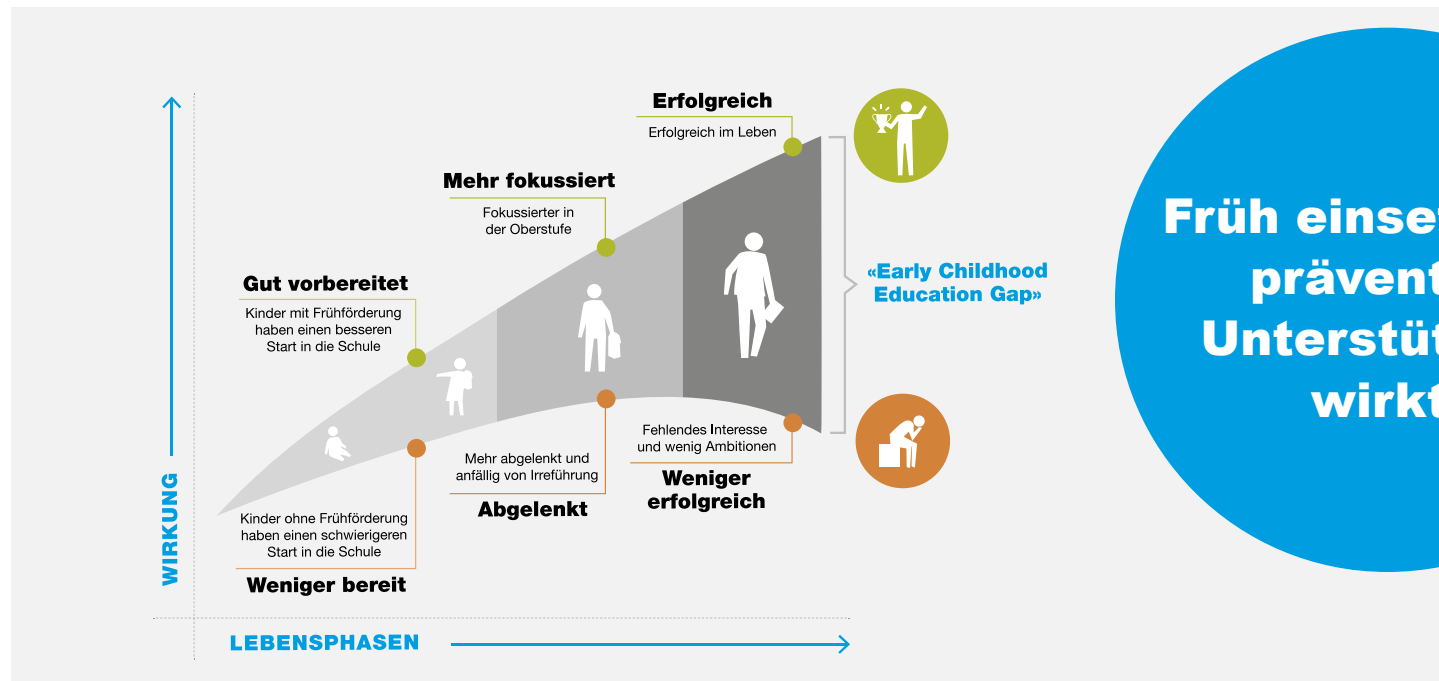 Erfolgreich
Erfolgreich im Leben
Mehr fokussiert
Fokussierter in
der Oberstufe
Gut vorbereitet
Kinder mit Frühförderung
haben einen besseren
Start in die Schule
«Early Childhood
Education Gap»
Fehlendes Interesse
und wenig Ambitionen
Weniger
erfolgreich
Mehr abgelenkt und
anfällig von Irreführung
Abgelenkt
Kinder ohne Frühförderung
haben einen schwierigeren
Start in die Schule
Weniger bereit
WIRKUNG
LEBENSPHASEN
Früh
wirkt